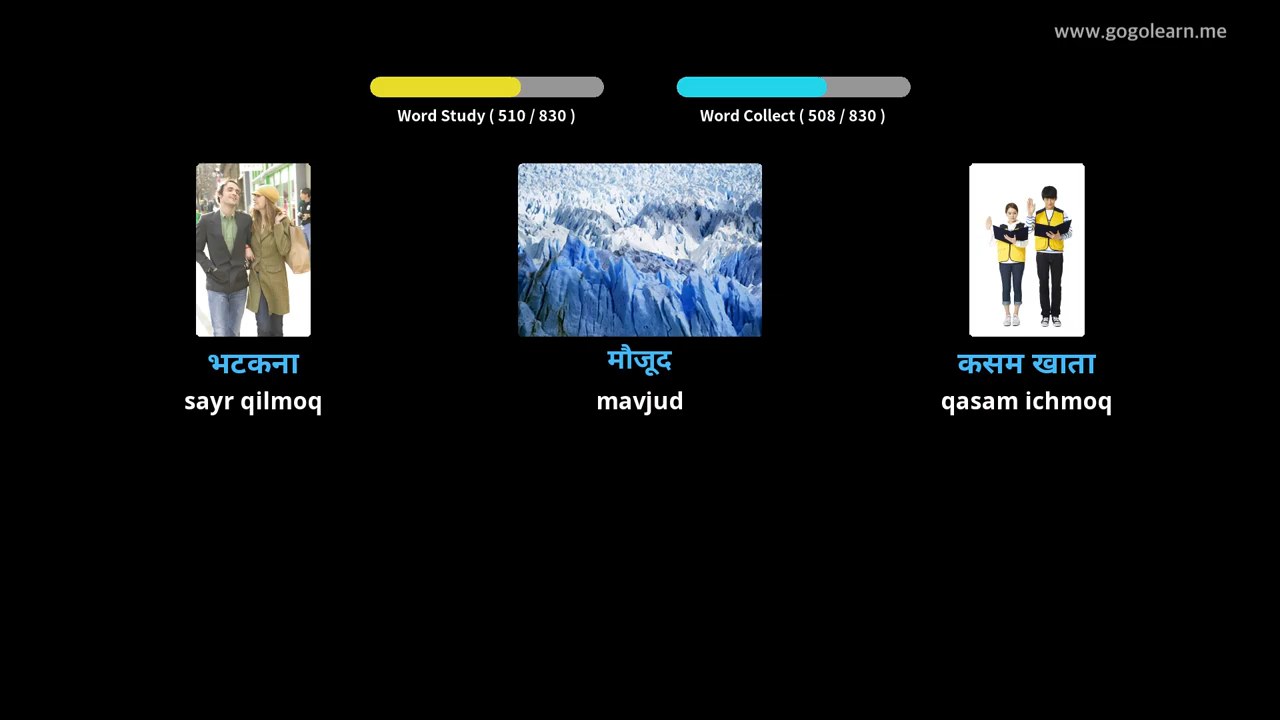 www.gogolearn.me
Word Study ( 510 / 830 )
Word Collect ( 508 / 830 )
भटकना
मौजूद
कसम खाता
sayr qilmoq
mavjud
qasam ichmoq